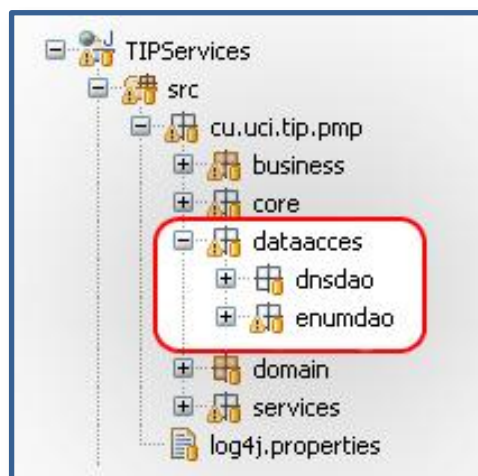 TIPServices
src
cu.uci.tip.pmp
business
core
dataacces
dnsdao
enumdao
domain
services
log4j.properties